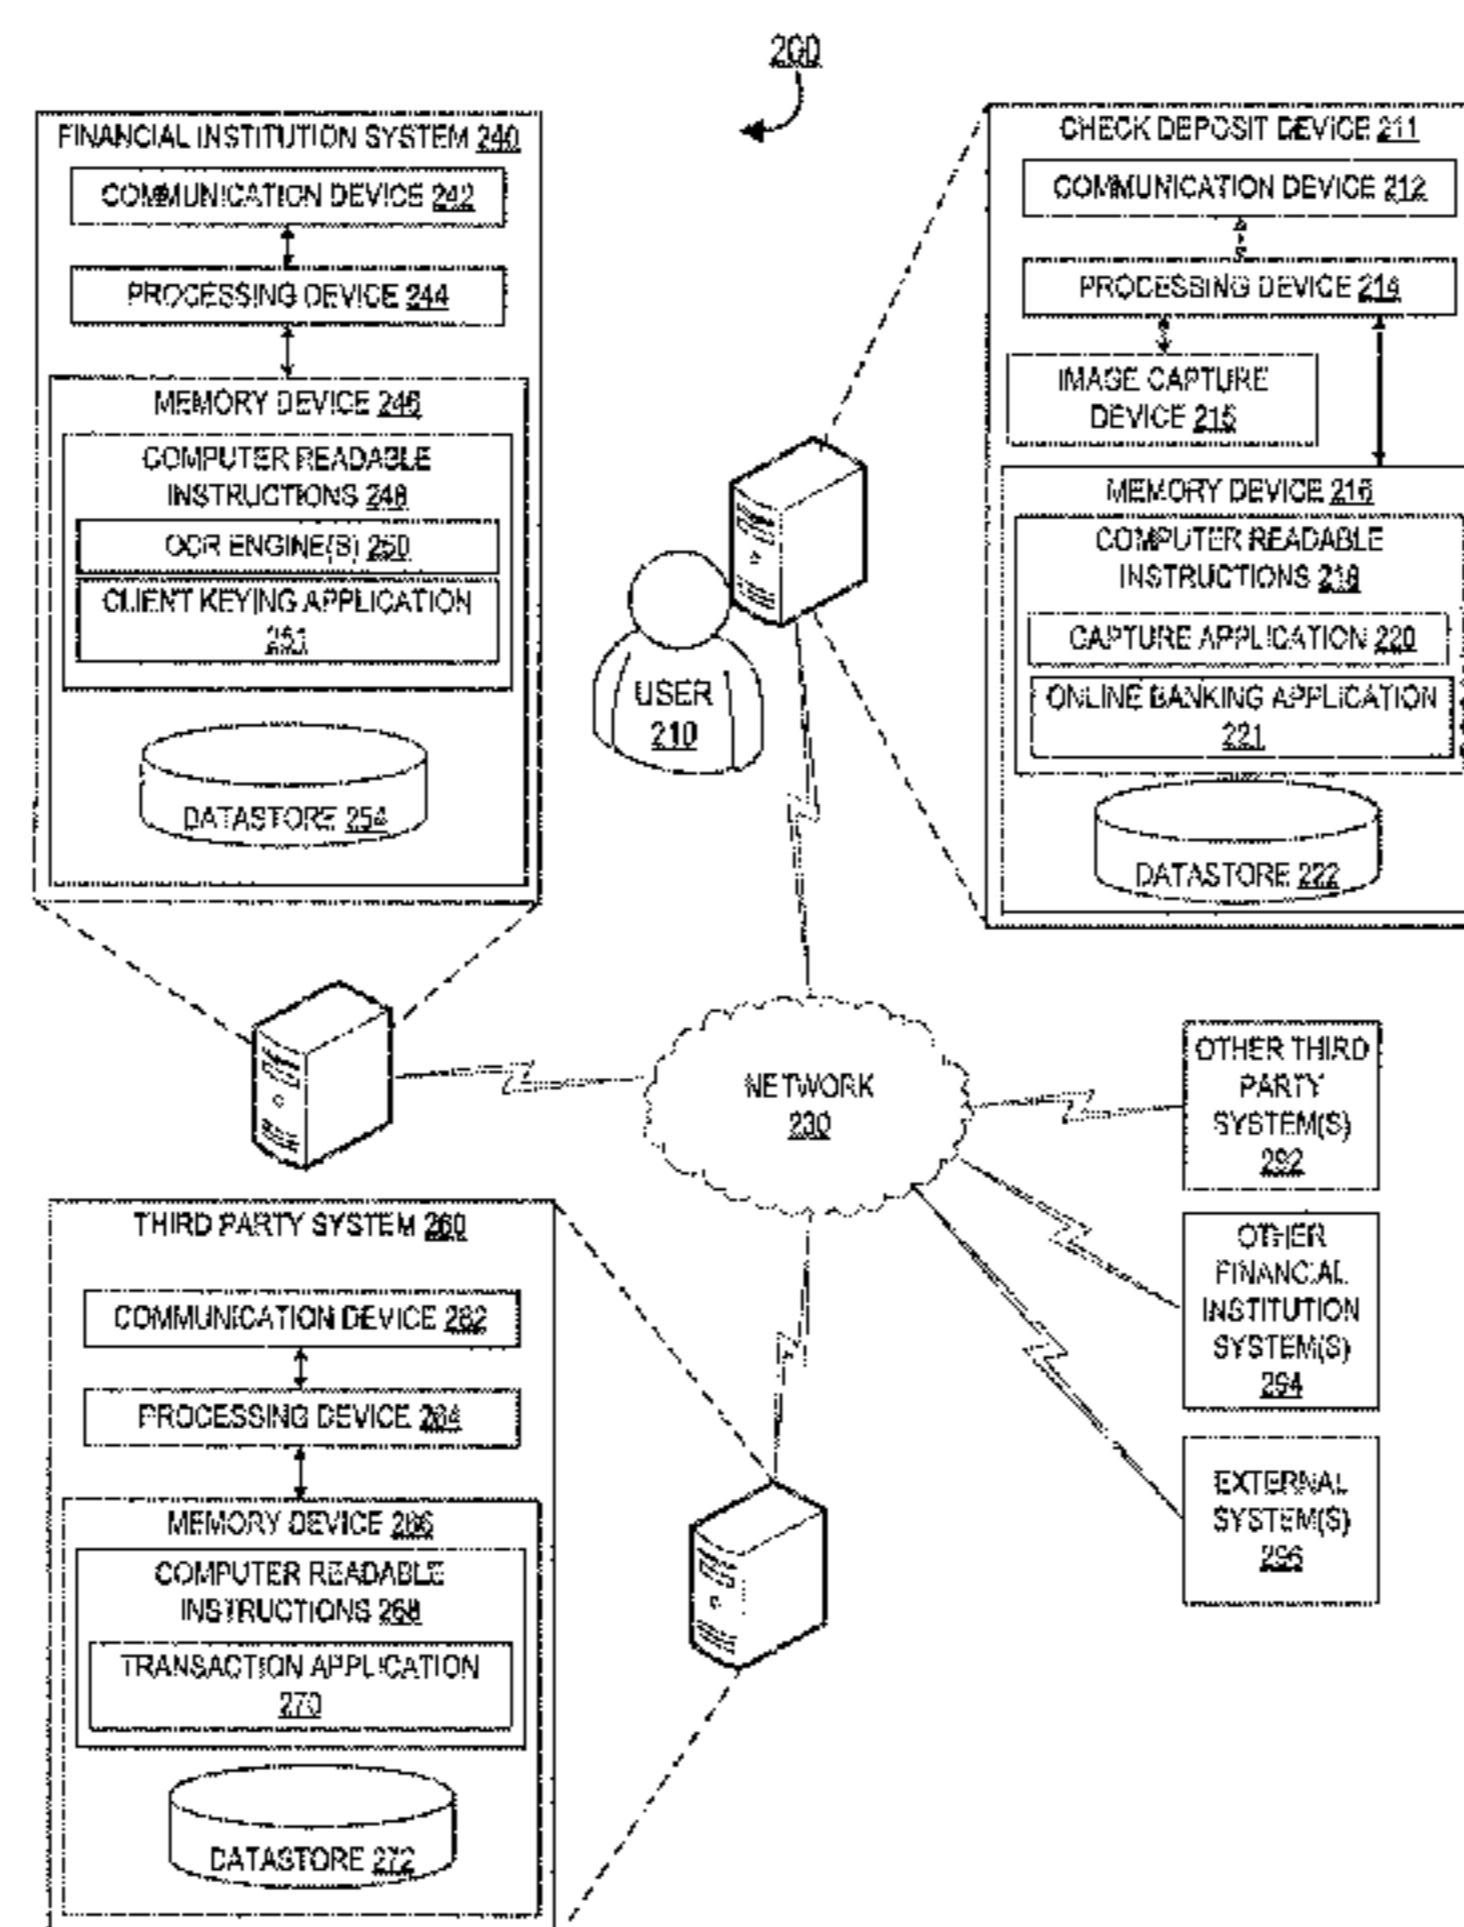 200
FINANCIAL INSTITUTION SYSTEM 240
COMMUNICATION DEVICE 242
PROCESSING DEVICE 244
MEMORY DEVICE 246
COMPUTER READABLE
INSTRUCTIONS 248
OCR ENGINE(S) 250
CLIENT KEYING APPLICATION
251
DATASTORE 254
CHECK DEPOSIT DEVICE 211
COMMUNICATION DEVICE 212
PROCESSING DEVICE 214
IMAGE CAPTURE
DEVICE 215
MEMORY DEVICE 216
COMPUTER READABLE
INSTRUCTIONS 218
CAPTURE APPLICATION 220
ONLINE BANKING APPLICATION
221
DATASTORE 222
USER
210
NETWORK
230
OTHER THIRD
PARTY
SYSTEM(S)
292
OTHER
FINANCIAL
INSTITUTION
SYSTEM(S)
294
EXTERNAL
SYSTEM(S)
296
THIRD PARTY SYSTEM 260
COMMUNICATION DEVICE
PROCESSING DEVICE
MEMORY DEVICE
COMPUTER READABLE
INSTRUCTIONS 268
TRANSACTION APPLICATION
270
DATASTORE 272